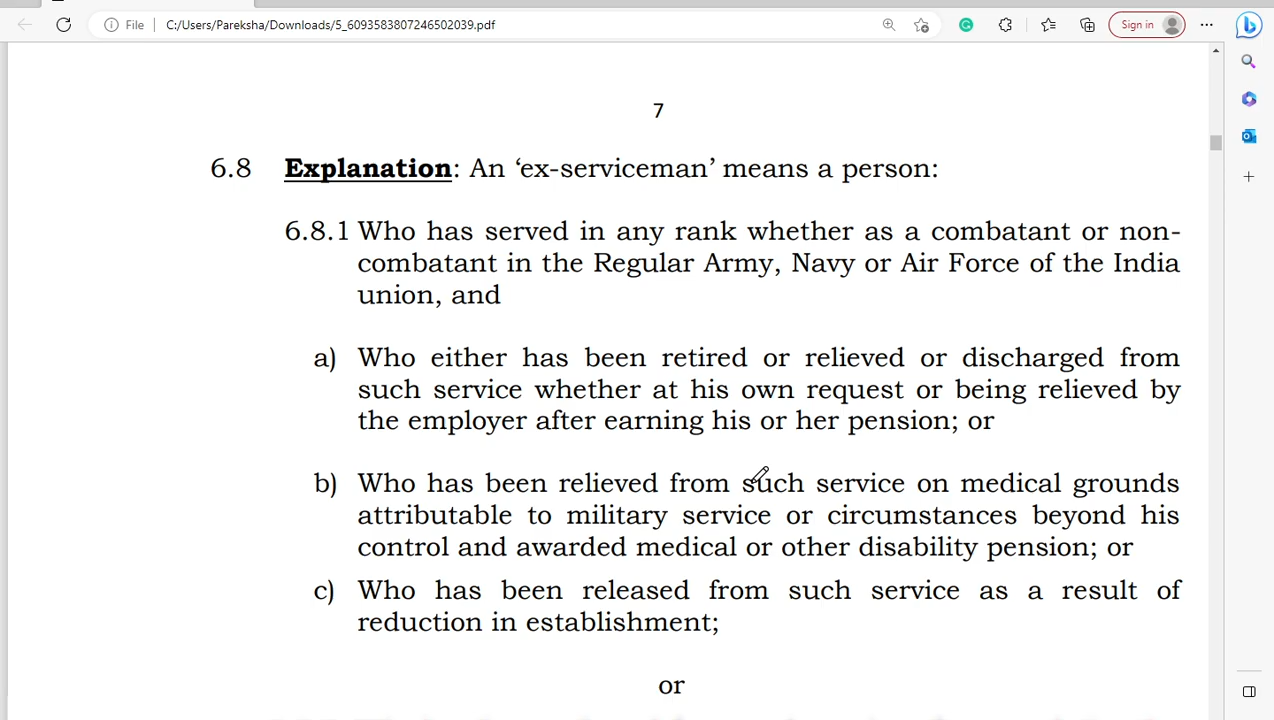 File
C:/Users/Pareksha/Downloads/5_6093583807246502039.pdf
Sign in
7
6.8 Explanation: An ‘ex-serviceman’ means a person:
6.8.1 Who has served in any rank whether as a combatant or non-
combatant in the Regular Army, Navy or Air Force of the India
union, and
a) Who either has been retired or relieved or discharged from
such service whether at his own request or being relieved by
the employer after earning his or her pension; or
b) Who has been relieved from such service on medical grounds
attributable to military service or circumstances beyond his
control and awarded medical or other disability pension; or
c) Who has been released from such service as a result of
reduction in establishment;
or